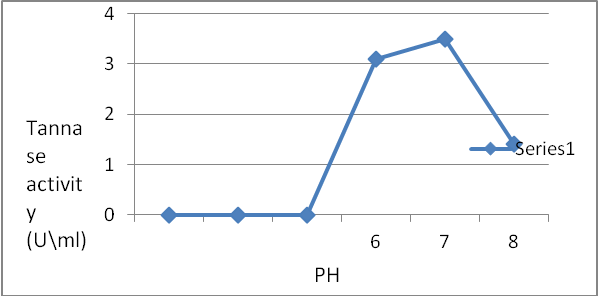 4
3
2
1
0
Tanna
se
activit
y
(U\ml)
6 7 8
PH
Series1